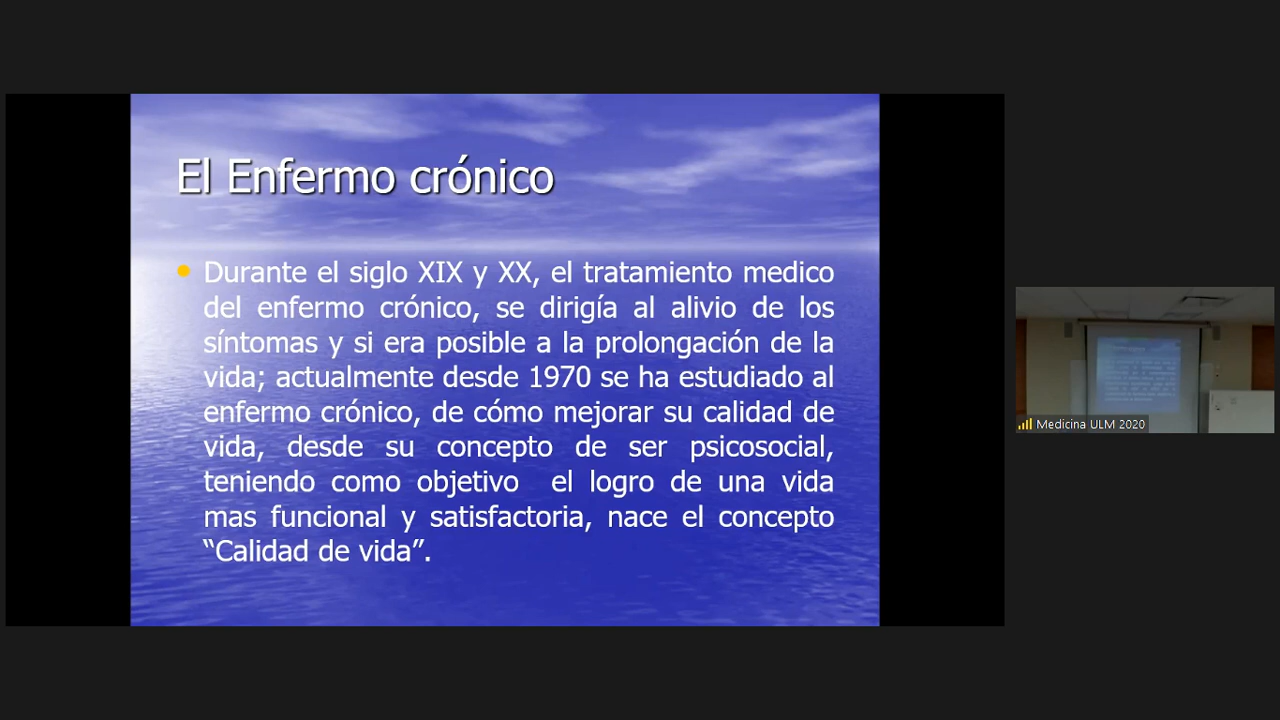 El Enfermo crónico
Durante el siglo XIX y XX, el tratamiento medico
del enfermo crónico, se dirigía al alivio de los
síntomas y si era posible a la prolongación de la
vida; actualmente desde 1970 se ha estudiado al
enfermo crónico, de cómo mejorar su calidad de
vida, desde su concepto de ser psicosocial,
teniendo como objetivo el logro de una vida
mas funcional y satisfactoria, nace el concepto
“Calidad de vida”.
Medicina ULM 2020